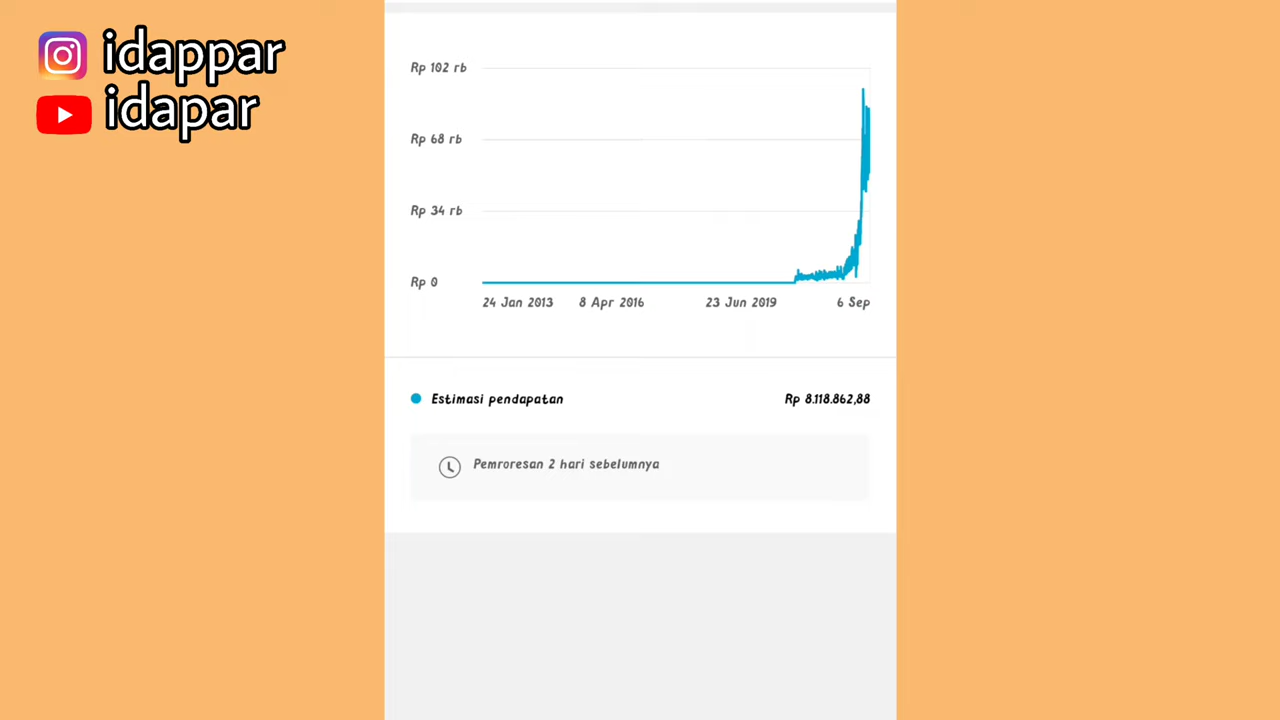 idappar
idapar
Rp 102 rb
Rp 68 rb
Rp 34 rb
Rp 0
24 Jan 2013 8 Apr 2016 23 Jun 2019 6 Sep
Estimasi pendapatan Rp 8.118.862,88
Pemroresan 2 hari sebelumnya